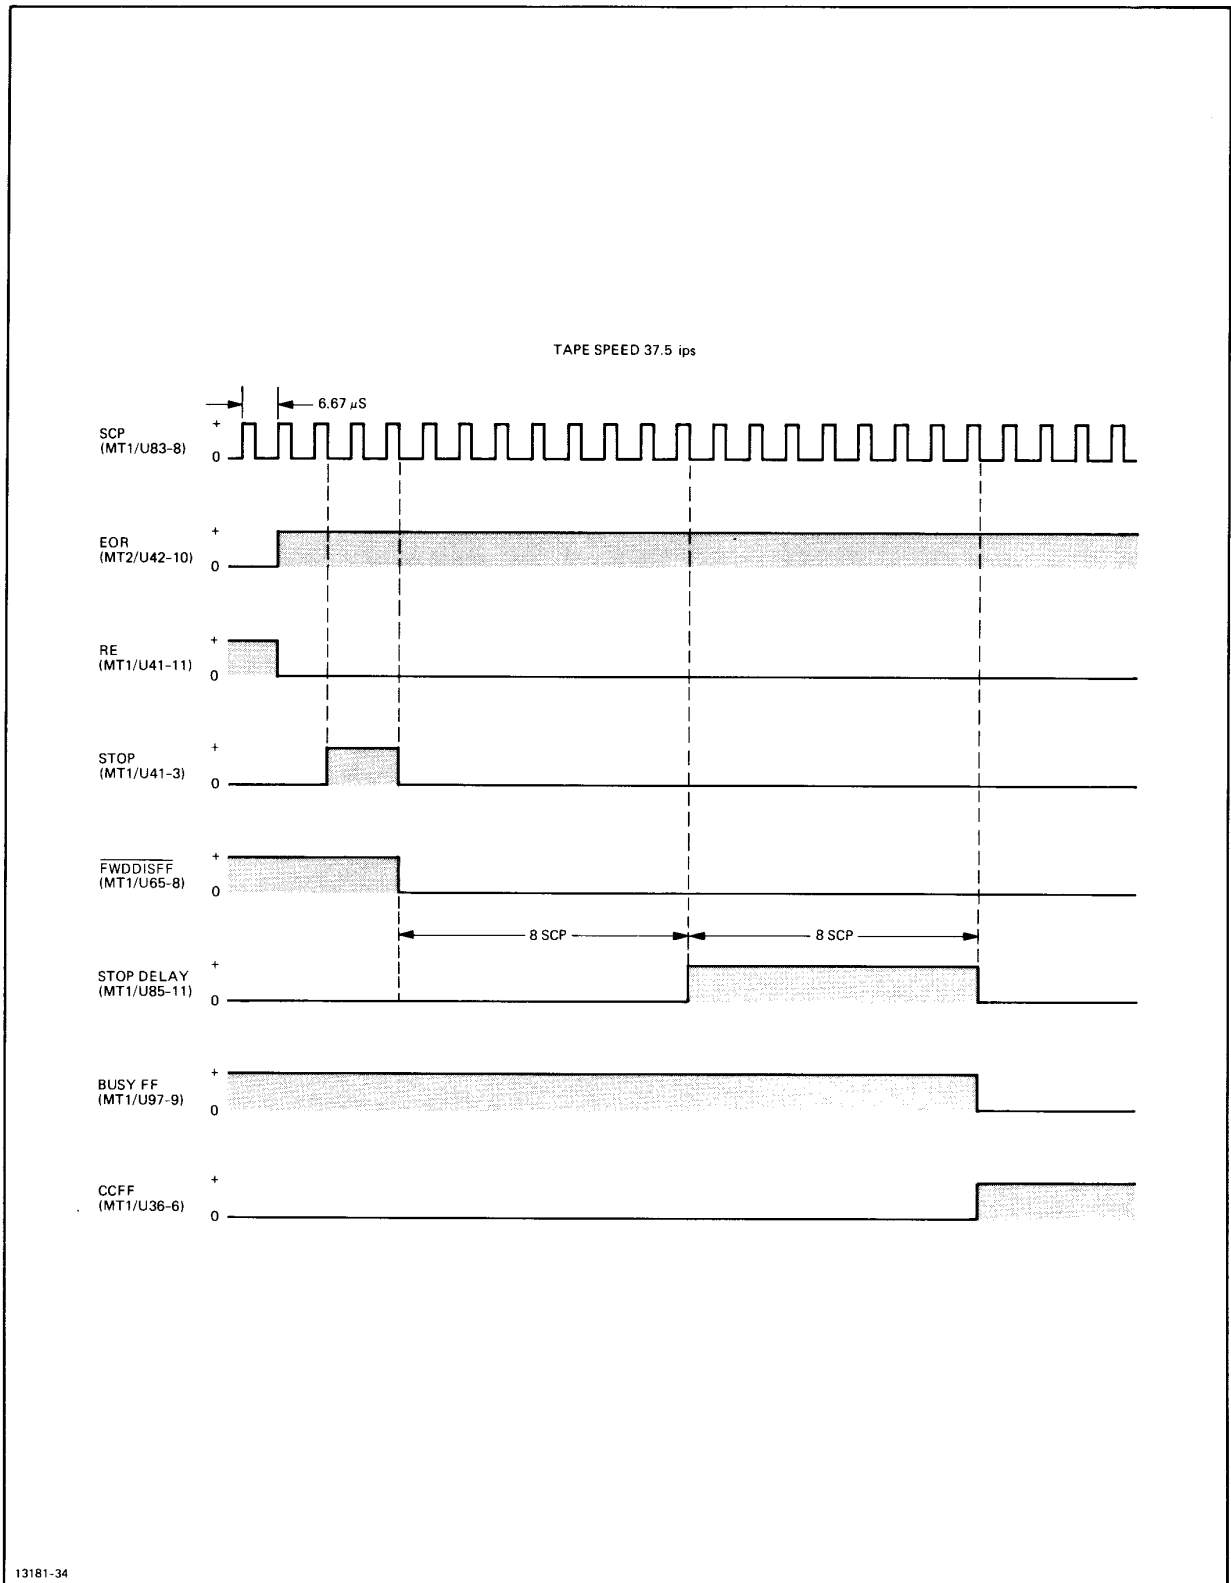 TAPE SPEED 37.5 ips
6.67 µS
SCP
(MT1/U83-8)
+
0
EOR
(MT2/U42-10)
+
0
RE
(MT1/U41-11)
+
0
STOP
(MT1/U41-3)
+
0
FWDDISFF
(MT1/U65-8)
+
0
8 SCP
8 SCP
STOP DELAY
(MT1/U85-11)
+
0
BUSY FF
(MT1/U97-9)
+
0
CCFF
(MT1/U36-6)
+
0
13181-34